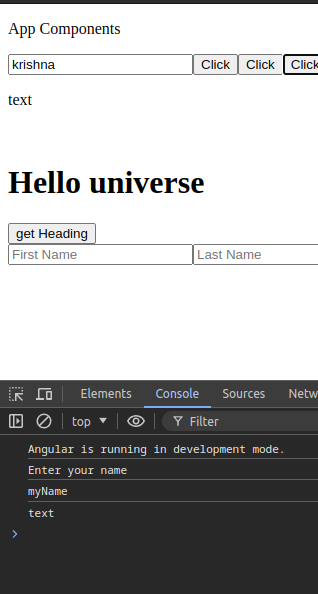 App Components
krishna Click Click Click
text
Hello universe
get Heading
First Name Last Name
Elements Console Sources
top Filter
Angular is running in development mode.
Enter your name
myName
text